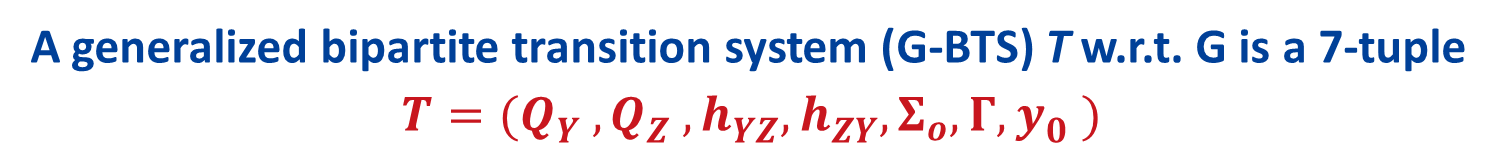 A generalized bipartite transition system (G-BTS) T w.r.t. G is a 7-tuple
T = (Q_Y , Q_Z , h_YZ, h_ZY, Σ_o, Γ, y_0 )